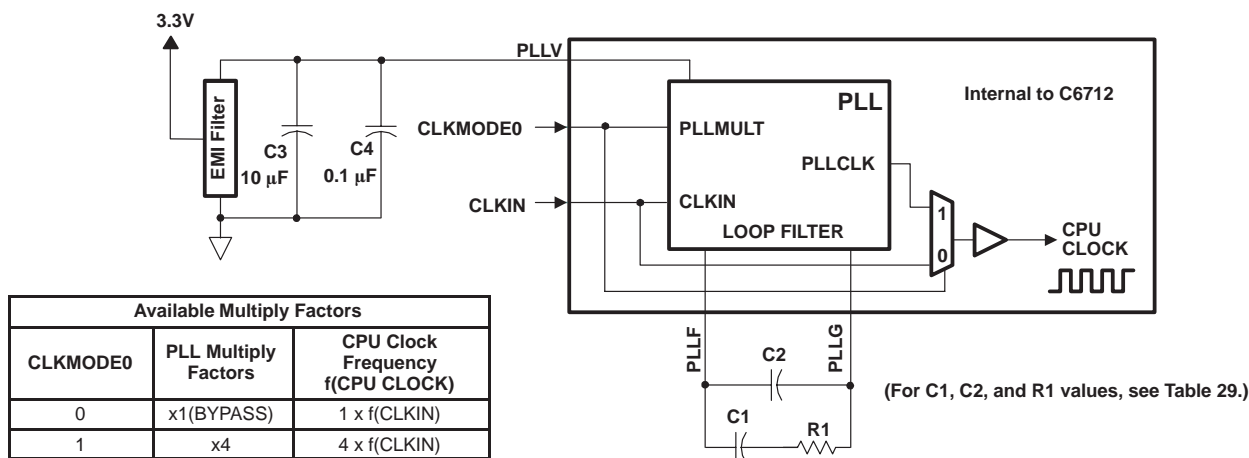 3.3V
PLLV
EMI Filter
C3
10 μF
C4
0.1 μF
CLKMODE0
CLKIN
PLL
Internal to C6712
PLLMULT
PLLCLK
CLKIN
LOOP FILTER
1
0
CPU
CLOCK
PLLF
PLLG
C2
C1
R1
(For C1, C2, and R1 values, see Table 29.)
Available Multiply Factors
CLKMODE0
PLL Multiply
Factors
CPU Clock
Frequency
f(CPU CLOCK)
0
x1(BYPASS)
1 x f(CLKIN)
1
x4
4 x f(CLKIN)